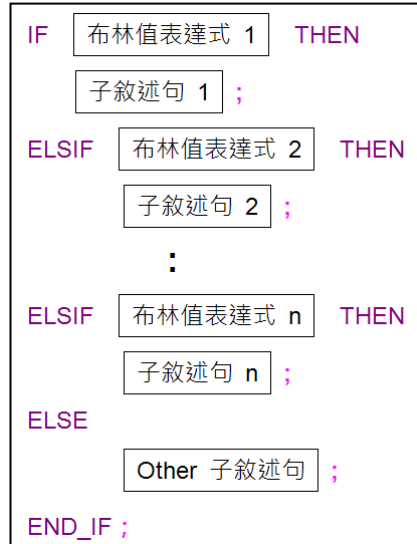 IF 布林值表達式 1 THEN
子敘述句 1 ;
ELSIF 布林值表達式 2 THEN
子敘述句 2 ;
:
ELSIF 布林值表達式 n THEN
子敘述句 n ;
ELSE
Other 子敘述句 ;
END_IF ;